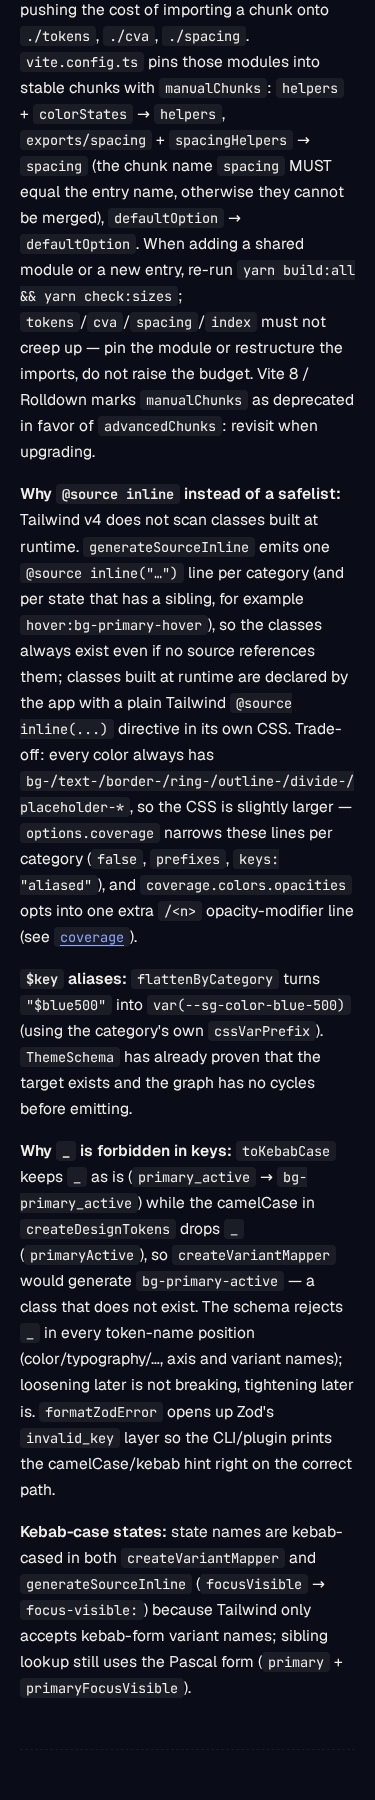 pushing the cost of importing a chunk onto
./tokens, ./cva, ./spacing.
vite.config.ts pins those modules into
stable chunks with manualChunks: helpers
+ colorStates → helpers,
exports/spacing + spacingHelpers →
spacing (the chunk name spacing MUST
equal the entry name, otherwise they cannot
be merged), defaultOption →
defaultOption. When adding a shared
module or a new entry, re-run yarn build:all
&& yarn check:sizes;
tokens/cva/spacing/index must not
creep up — pin the module or restructure the
imports, do not raise the budget. Vite 8 /
Rolldown marks manualChunks as deprecated
in favor of advancedChunks: revisit when
upgrading.
Why @source inline instead of a safelist:
Tailwind v4 does not scan classes built at
runtime. generateSourceInline emits one
@source inline("…") line per category (and
per state that has a sibling, for example
hover:bg-primary-hover), so the classes
always exist even if no source references
them; classes built at runtime are declared by
the app with a plain Tailwind @source
inline(...) directive in its own CSS. Trade-
off: every color always has
bg-/text-/border-/ring-/outline-/divide-/
placeholder-*, so the CSS is slightly larger —
options.coverage narrows these lines per
category (false, prefixes, keys:
"aliased"), and coverage.colors.opacities
opts into one extra /<n> opacity-modifier line
(see coverage).
$key aliases: flattenByCategory turns
"$blue500" into var(--sg-color-blue-500)
(using the category's own cssVarPrefix).
ThemeSchema has already proven that the
target exists and the graph has no cycles
before emitting.
Why _ is forbidden in keys: toKebabCase
keeps _ as is (primary_active → bg-
primary_active) while the camelCase in
createDesignTokens drops _
(primaryActive), so createVariantMapper
would generate bg-primary-active — a
class that does not exist. The schema rejects
_ in every token-name position
(color/typography/…, axis and variant names);
loosening later is not breaking, tightening later
is. formatZodError opens up Zod's
invalid_key layer so the CLI/plugin prints
the camelCase/kebab hint right on the correct
path.
Kebab-case states: state names are kebab-
cased in both createVariantMapper and
generateSourceInline (focusVisible →
focus-visible:) because Tailwind only
accepts kebab-form variant names; sibling
lookup still uses the Pascal form (primary +
primaryFocusVisible).